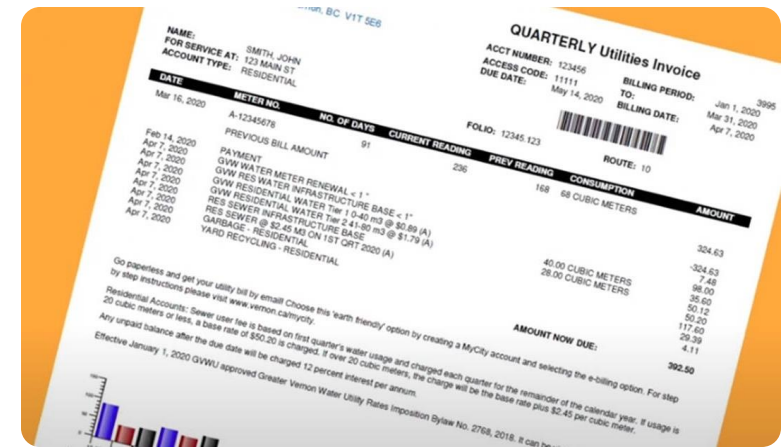 BC V1T 5E6
QUARTERLY Utilities Invoice
NAME: SMITH, JOHN
FOR SERVICE AT: 123 MAIN ST
ACCOUNT TYPE: RESIDENTIAL
ACCT NUMBER: 123456
ACCESS CODE: 11111
DUE DATE: May 14, 2020
3995
BILLING PERIOD: Jan 1, 2020
TO: Mar 31, 2020
BILLING DATE: Apr 7, 2020
FOLIO: 12345.123
ROUTE: 10
DATE METER NO. NO. OF DAYS CURRENT READING PREV READING CONSUMPTION AMOUNT
Mar 16, 2020 A-12345678 91 236 168 68 CUBIC METERS
PREVIOUS BILL AMOUNT 324.63
Feb 14, 2020 PAYMENT -324.63
Apr 7, 2020 GVW WATER METER RENEWAL < 1" 7.48
Apr 7, 2020 GVW RES WATER INFRASTRUCTURE BASE < 1" 98.00
Apr 7, 2020 GVW RESIDENTIAL WATER Tier 1 0-40 m3 @ $0.89 (A) 40.00 CUBIC METERS 35.60
Apr 7, 2020 GVW RESIDENTIAL WATER Tier 2 41-80 m3 @ $1.79 (A) 28.00 CUBIC METERS 50.12
Apr 7, 2020 RES SEWER INFRASTRUCTURE BASE 50.20
Apr 7, 2020 RES SEWER @ $2.45 M3 ON 1ST QRT 2020 (A) 117.60
Apr 7, 2020 GARBAGE - RESIDENTIAL 29.39
Apr 7, 2020 YARD RECYCLING - RESIDENTIAL 4.11
AMOUNT NOW DUE: 392.50
Go paperless and get your utility bill by email! Choose this 'earth friendly' option by creating a MyCity account and selecting the e-billing option. For step
by step instructions please visit www.vernon.ca/mycity.
Residential Accounts: Sewer user fee is based on first quarter's water usage and charged each quarter for the remainder of the calendar year. If usage is
20 cubic meters or less, a base rate of $50.20 is charged. If over 20 cubic meters, the charge will be the base rate plus $2.45 per cubic meter.
Any unpaid balance after the due date will be charged 12 percent interest per annum.
Effective January 1, 2020 GVWU approved Greater Vernon Water Utility Rates Imposition Bylaw No. 2768, 2018. It can be